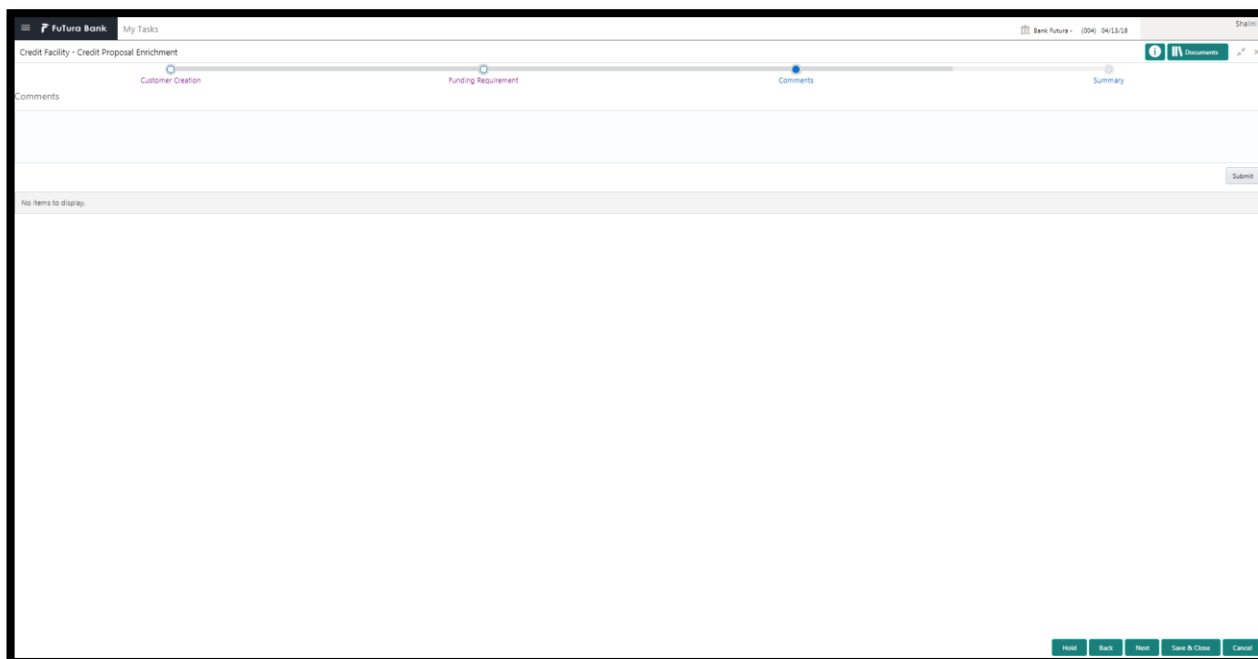 FuTura Bank My Tasks Bank Futura - (004) 04/13/18
Credit Facility - Credit Proposal Enrichment Documents
Customer Creation Funding Requirement Comments Summary
Comments
Submit
No items to display.
Hold Back Next Save & Close Cancel